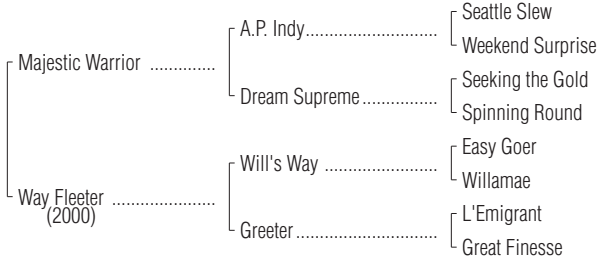 Seattle Slew
A.P. Indy..............................
Weekend Surprise
Majestic Warrior ..............
Seeking the Gold
Dream Supreme.................
Spinning Round
Easy Goer
Will's Way .........................
Willamae
Way Fleeter ......................
(2000)
L'Emigrant
Greeter................................
Great Finesse